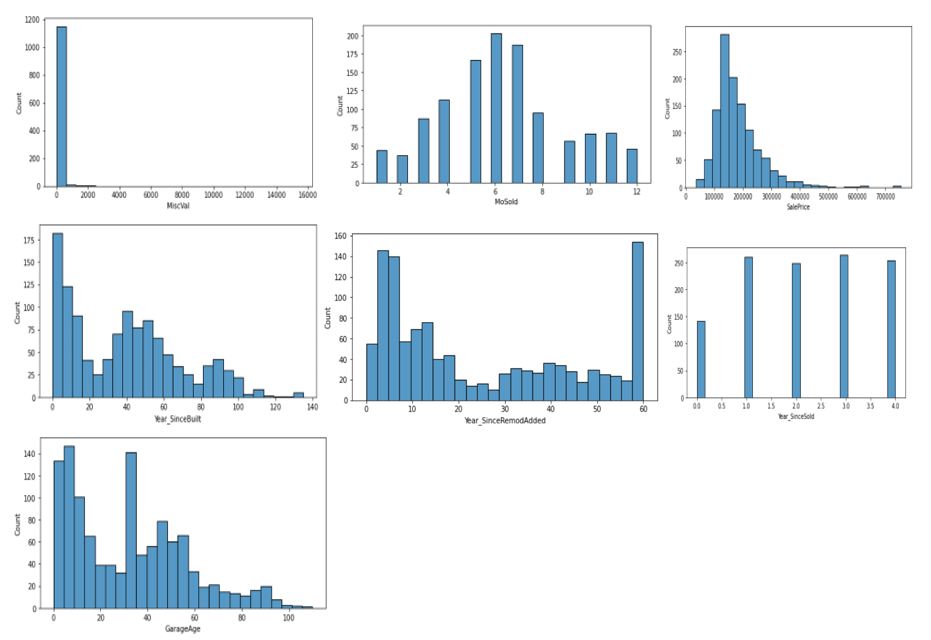 1200
1000
800
600
400
200
0
Count
0 2000 4000 6000 8000 10000 12000 14000 16000
MiscVal
200
175
150
125
100
75
50
25
0
Count
2 4 6 8 10 12
MoSold
250
200
150
100
50
0
Count
100000 200000 300000 400000 500000 600000 700000
SalePrice
175
150
125
100
75
50
25
0
Count
0 20 40 60 80 100 120 140
Year_SinceBuilt
160
140
120
100
80
60
40
20
0
Count
0 10 20 30 40 50 60
Year_SinceRemodAdded
250
200
150
100
50
0
Count
0.0 0.5 1.0 1.5 2.0 2.5 3.0 3.5 4.0
Year_SinceSold
140
120
100
80
60
40
20
0
Count
0 20 40 60 80 100
GarageAge